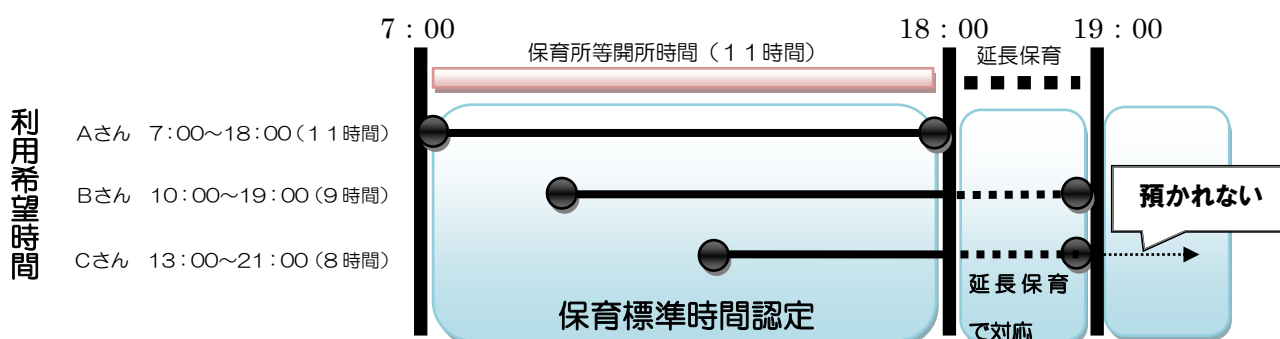 7：00
18：00
19：00
保育所等開所時間（１１時間）
延長保育
利用希望時間
Aさん　7：00～18：00（１１時間）
Bさん　10：00～19：00（9時間）
預かれない
Cさん　13：00～21：00（8時間）
延長保育
で対応
保育標準時間認定